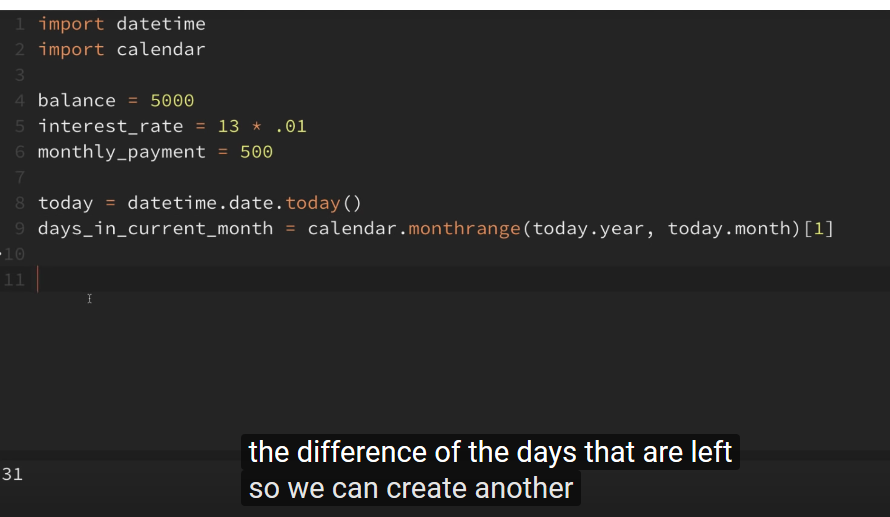 1 import datetime
2 import calendar
3
4 balance = 5000
5 interest_rate = 13 * .01
6 monthly_payment = 500
7
8 today = datetime.date.today()
9 days_in_current_month = calendar.monthrange(today.year, today.month)[1]
10
11
the difference of the days that are left
31
so we can create another